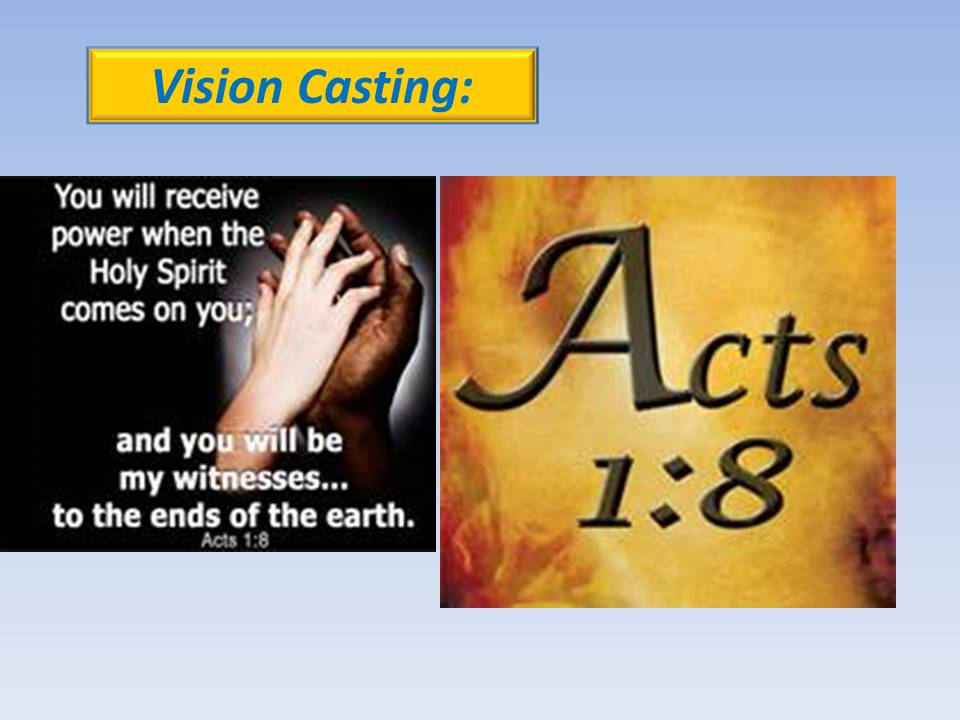 Vision Casting:
You will receive
power when the
Holy Spirit
comes on you;
and you will be
my witnesses...
to the ends of the earth.
Acts 1:8
Acts
1:8